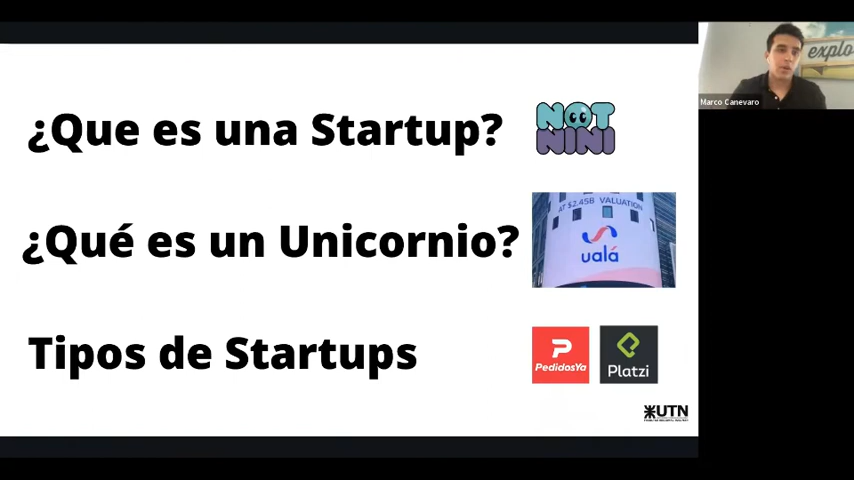 ¿Que es una Startup?
NOT
NINI
¿Qué es un Unicornio?
AT $2.45B VALUATION
ualá
Tipos de Startups
PedidosYa
Platzi
UTN
explo
Marco Canevaro